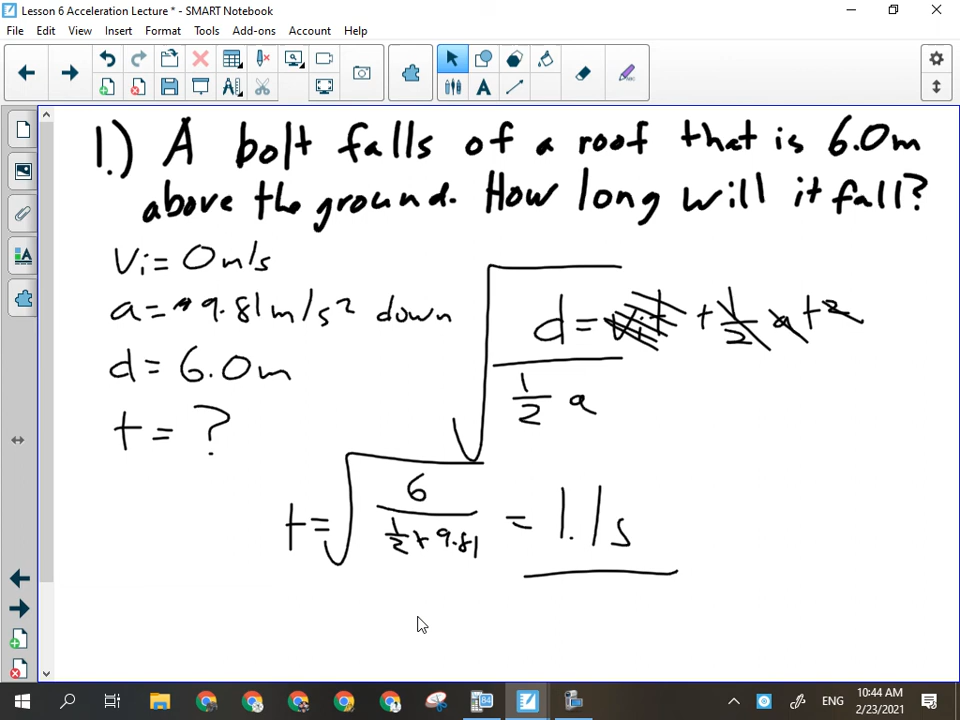 Lesson 6 Acceleration Lecture * - SMART Notebook
File Edit View Insert Format Tools Add-ons Account Help
1.) A bolt falls of a roof that is 6.0m
above the ground. How long will it fall?
Vi = 0m/s
a = 9.81m/s² down
d = 6.0m
t = ?
d = Vit + 1/2 at²
1/2 a
t = √ 6 / 1/2 x 9.81 = 1.1s
ENG
10:44 AM
2/23/2021